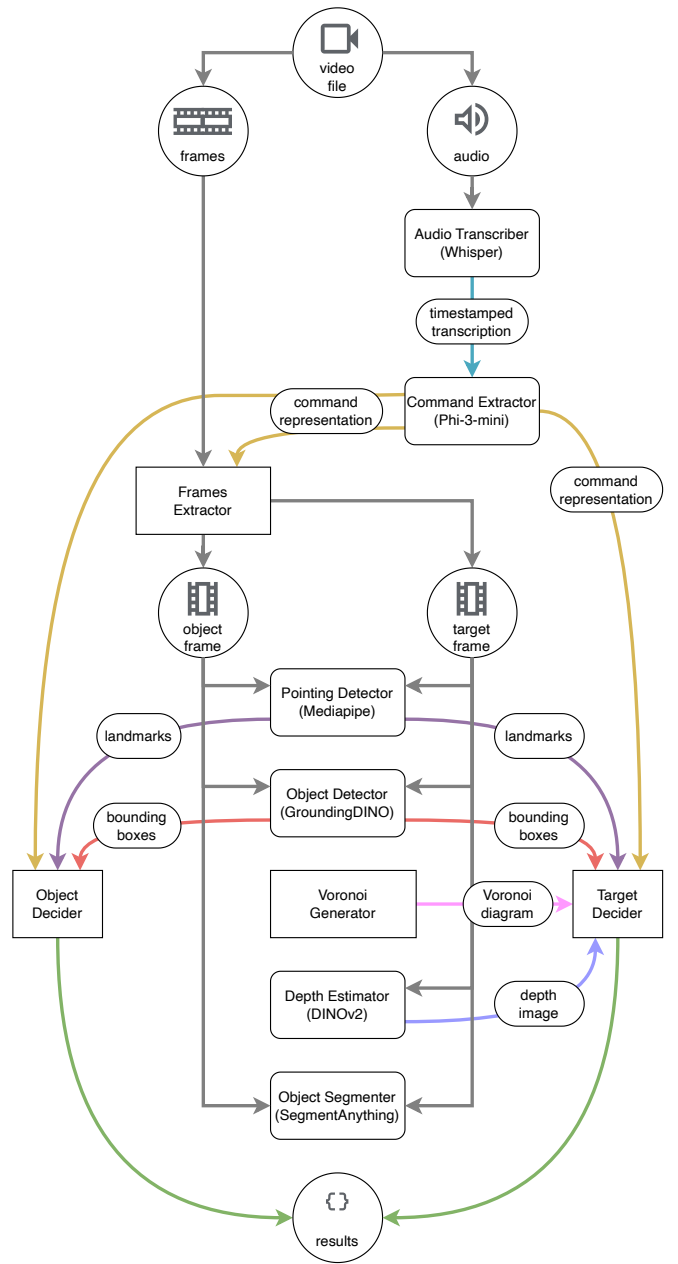 video
file
frames
audio
Audio Transcriber
(Whisper)
timestamped
transcription
command
representation
Command Extractor
(Phi-3-mini)
command
representation
Frames
Extractor
object
frame
target
frame
Pointing Detector
(Mediapipe)
landmarks
landmarks
Object Detector
(GroundingDINO)
bounding
boxes
bounding
boxes
Object
Decider
Voronoi
Generator
Voronoi
diagram
Target
Decider
Depth Estimator
(DINOv2)
depth
image
Object Segmenter
(SegmentAnything)
{}
results